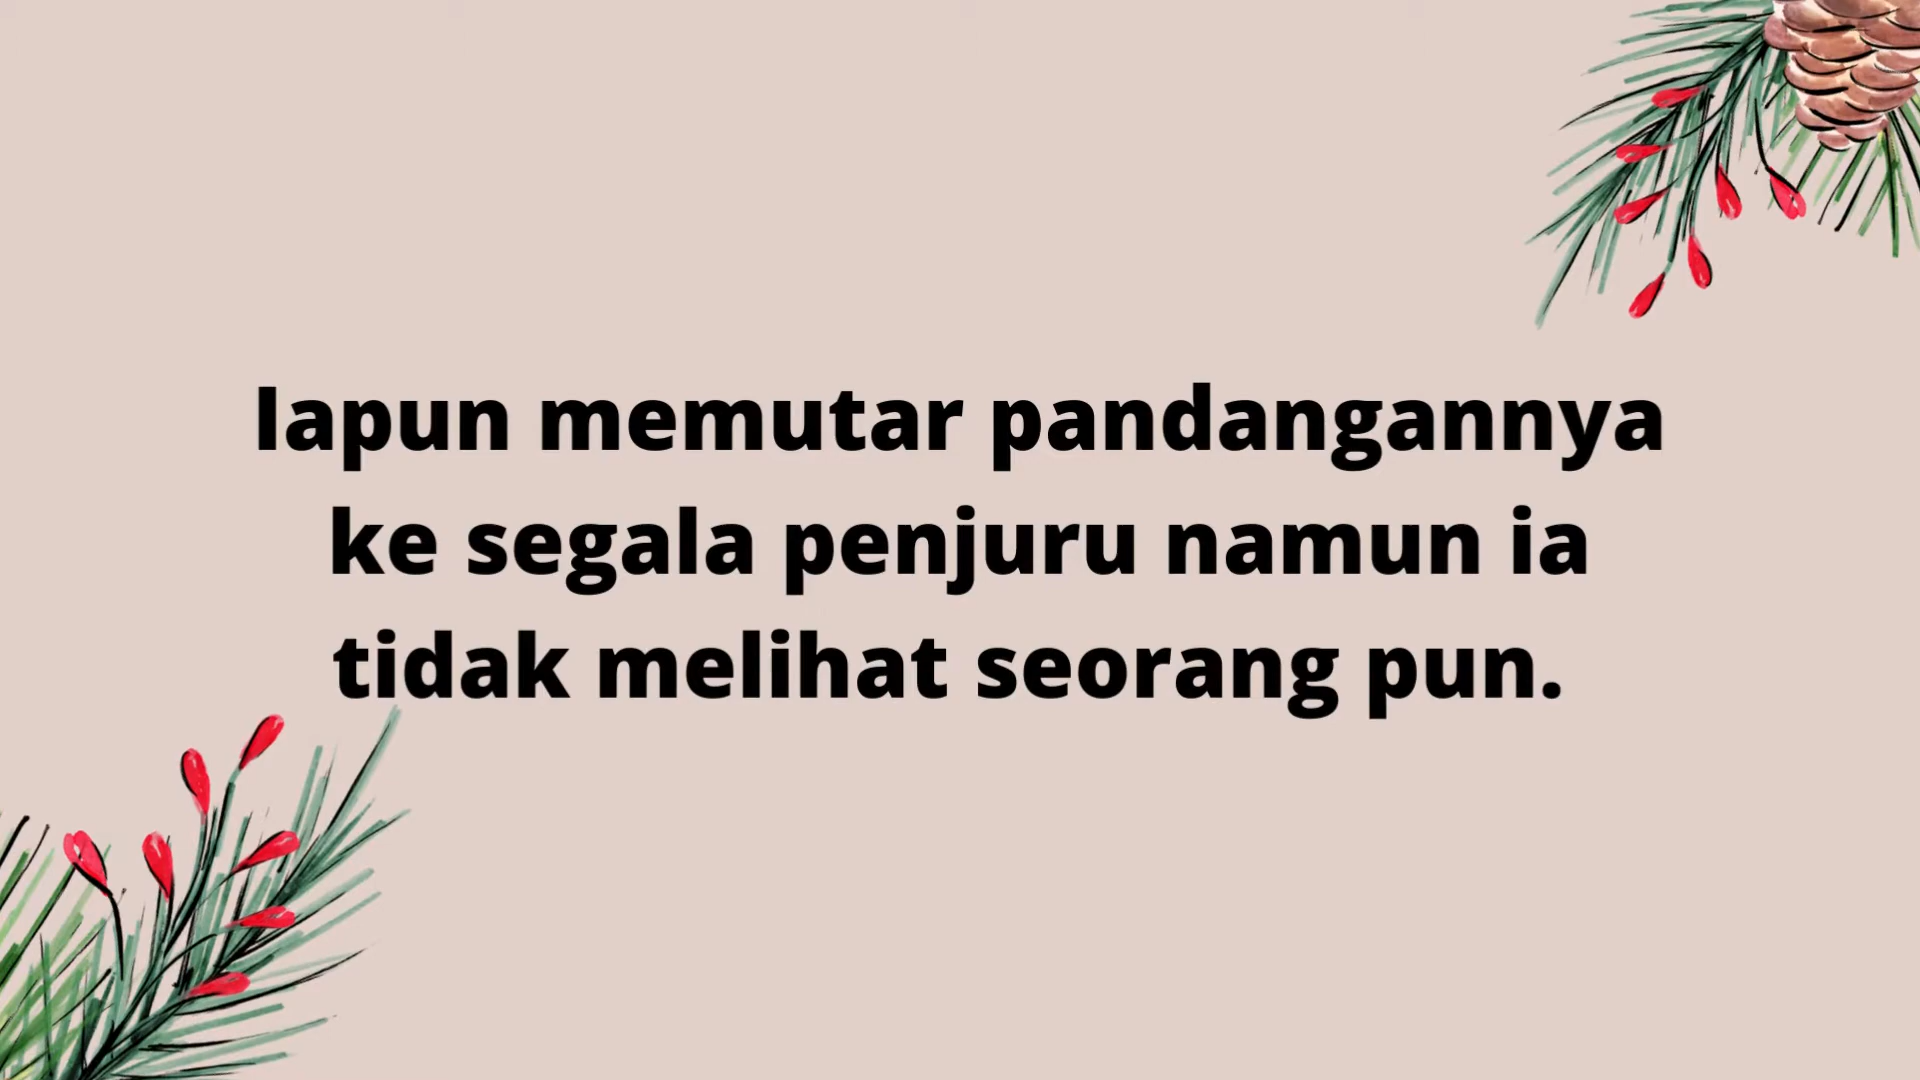 Iapun memutar pandangannya
ke segala penjuru namun ia
tidak melihat seorang pun.